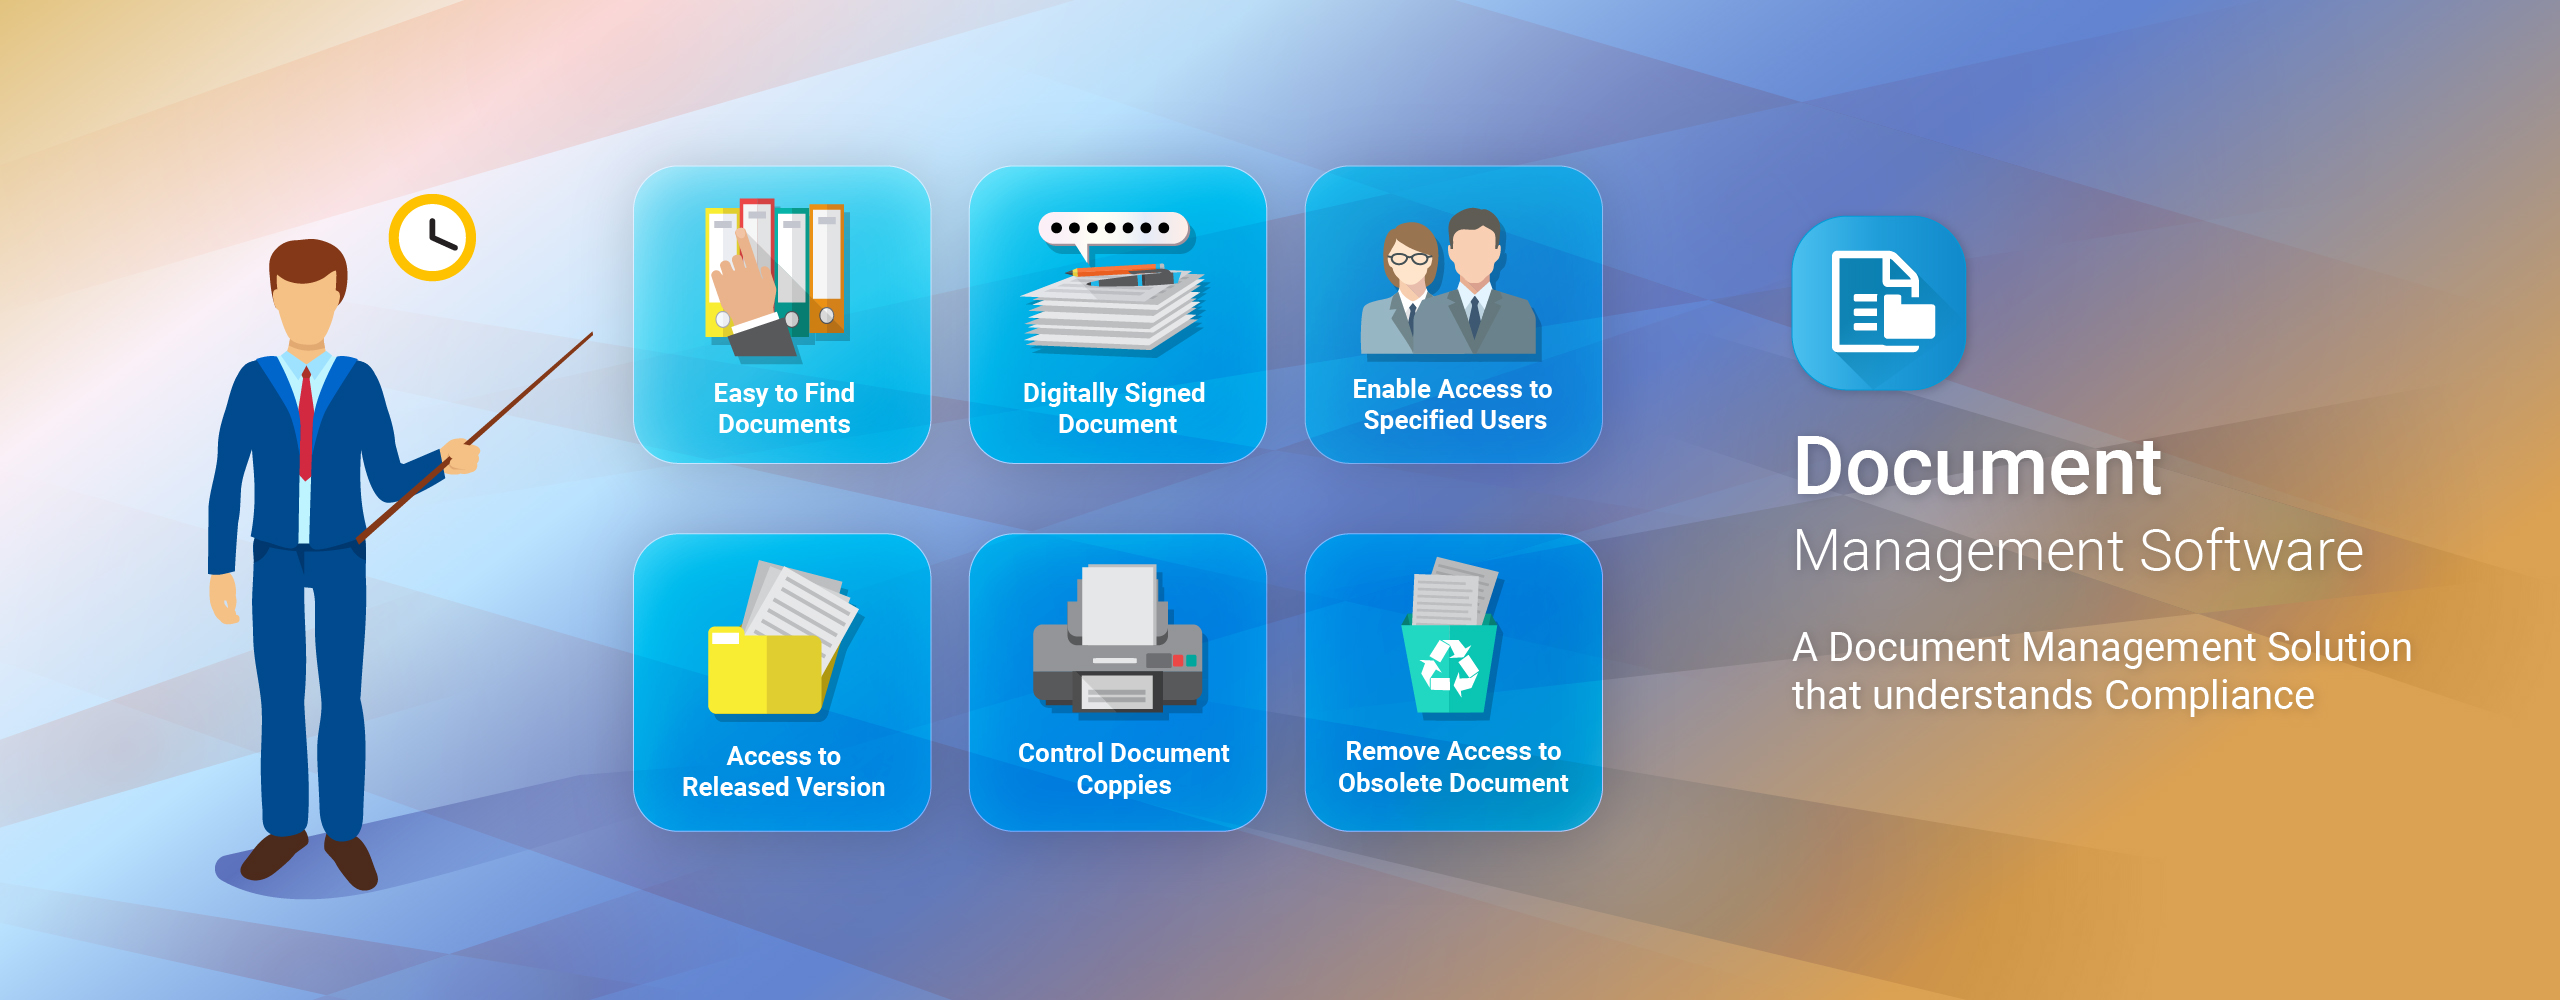 Easy to Find
Documents
Digitally Signed
Document
Enable Access to
Specified Users
Access to
Released Version
Control Document
Coppies
Remove Access to
Obsolete Document
Document
Management Software
A Document Management Solution
that understands Compliance